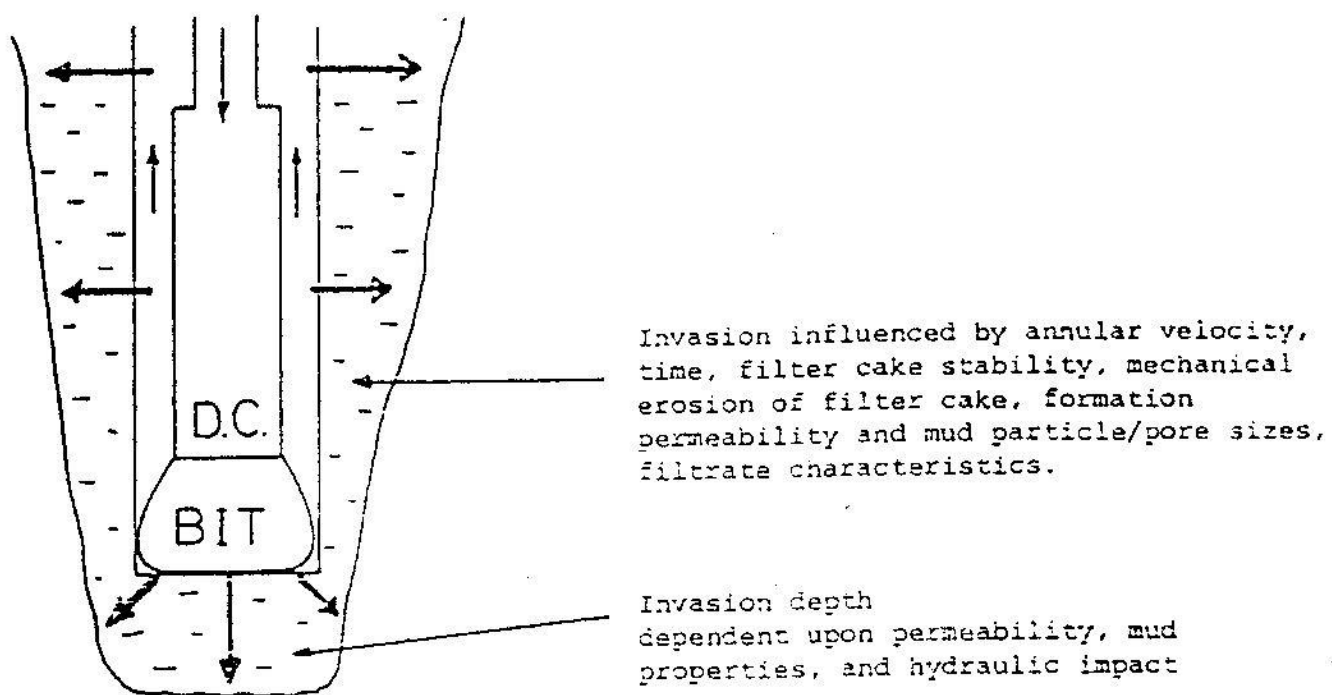 D.C.
BIT
Invasion influenced by annular velocity,
time, filter cake stability, mechanical
erosion of filter cake, formation
permeability and mud particle/pore sizes,
filtrate characteristics.
Invasion depth
dependent upon permeability, mud
properties, and hydraulic impact